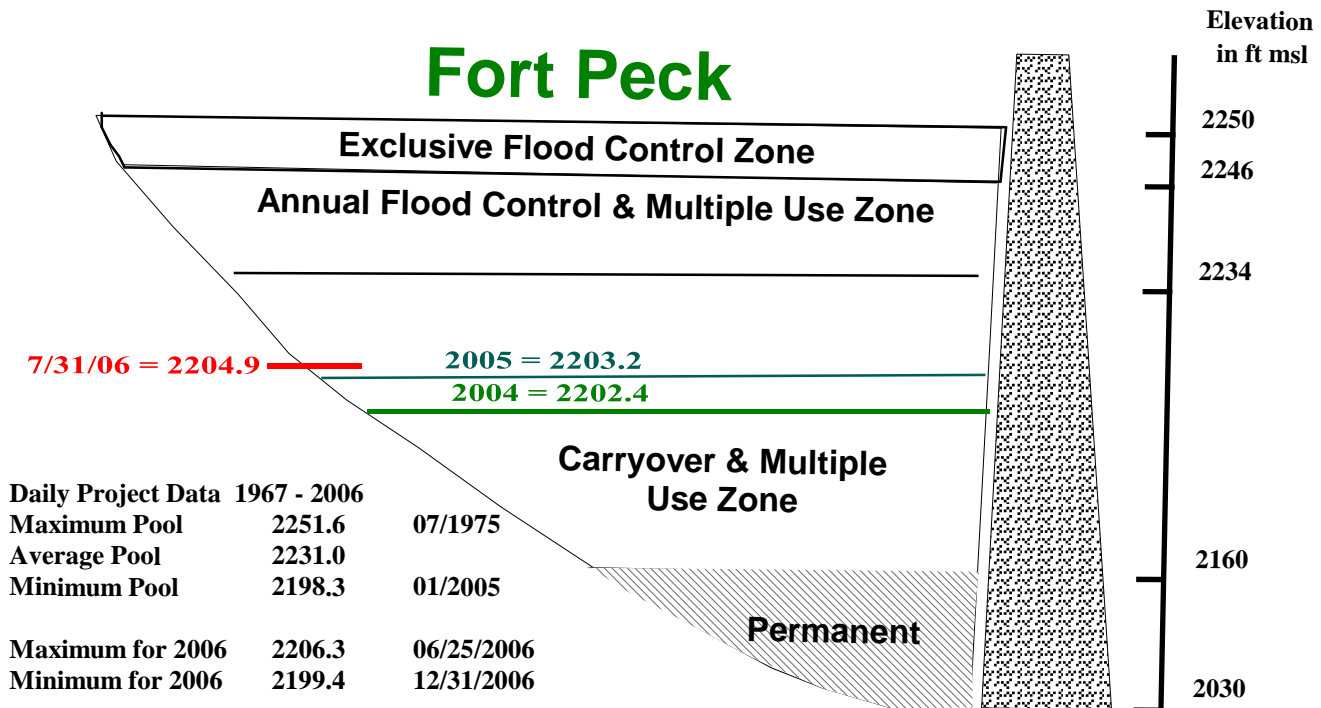 Elevation
in ft msl
Fort Peck
2250
Exclusive Flood Control Zone
2246
Annual Flood Control & Multiple Use Zone
2234
7/31/06 = 2204.9
2005 = 2203.2
2004 = 2202.4
Carryover & Multiple
Use Zone
Daily Project Data 1967 - 2006
Maximum Pool 2251.6 07/1975
Average Pool 2231.0
Minimum Pool 2198.3 01/2005
2160
Permanent
Maximum for 2006 2206.3 06/25/2006
Minimum for 2006 2199.4 12/31/2006
2030